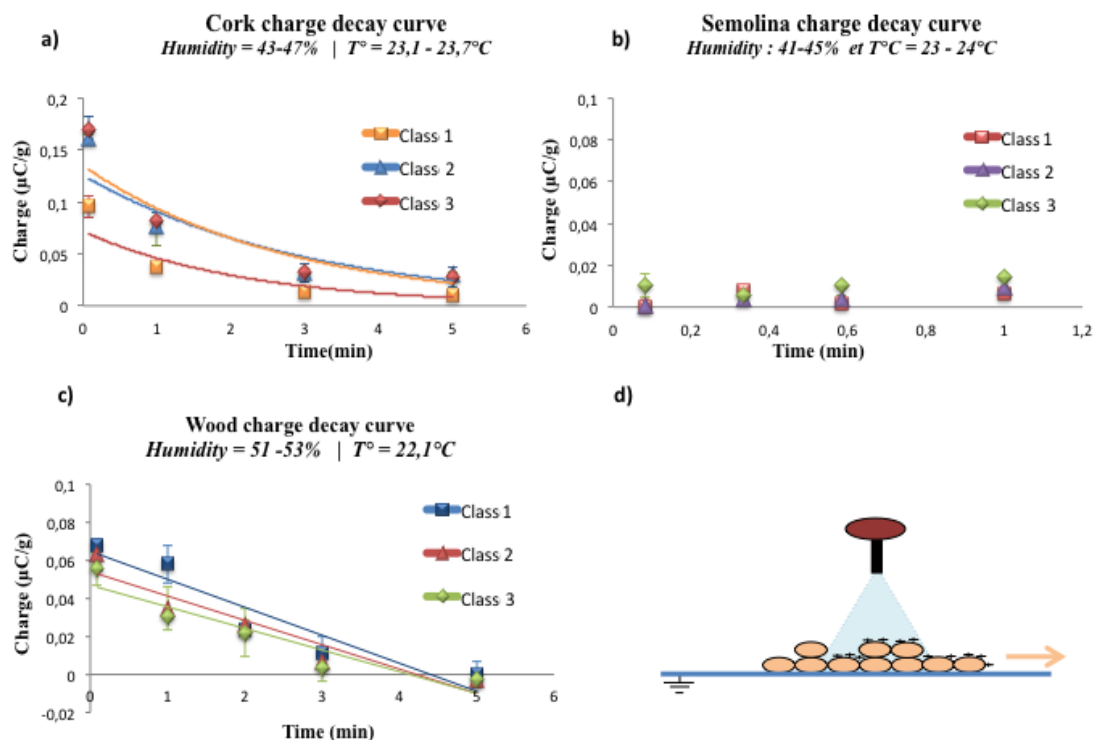 a)
Cork charge decay curve
Humidity = 43-47% | T° = 23,1 - 23,7°C
Charge (µC/g)
0,2
0,15
0,1
0,05
0
0
1
2
3
4
5
6
Time(min)
Class 1
Class 2
Class 3
b)
Semolina charge decay curve
Humidity : 41-45% et T°C = 23 - 24°C
Charge (µC/g)
0,1
0,08
0,06
0,04
0,02
0
0
0,2
0,4
0,6
0,8
1
1,2
Time (min)
Class 1
Class 2
Class 3
c)
Wood charge decay curve
Humidity = 51 -53% | T° = 22,1°C
Charge (µC/g)
0,1
0,08
0,06
0,04
0,02
0
-0,02
0
1
2
3
4
5
6
Time (min)
Class 1
Class 2
Class 3
d)